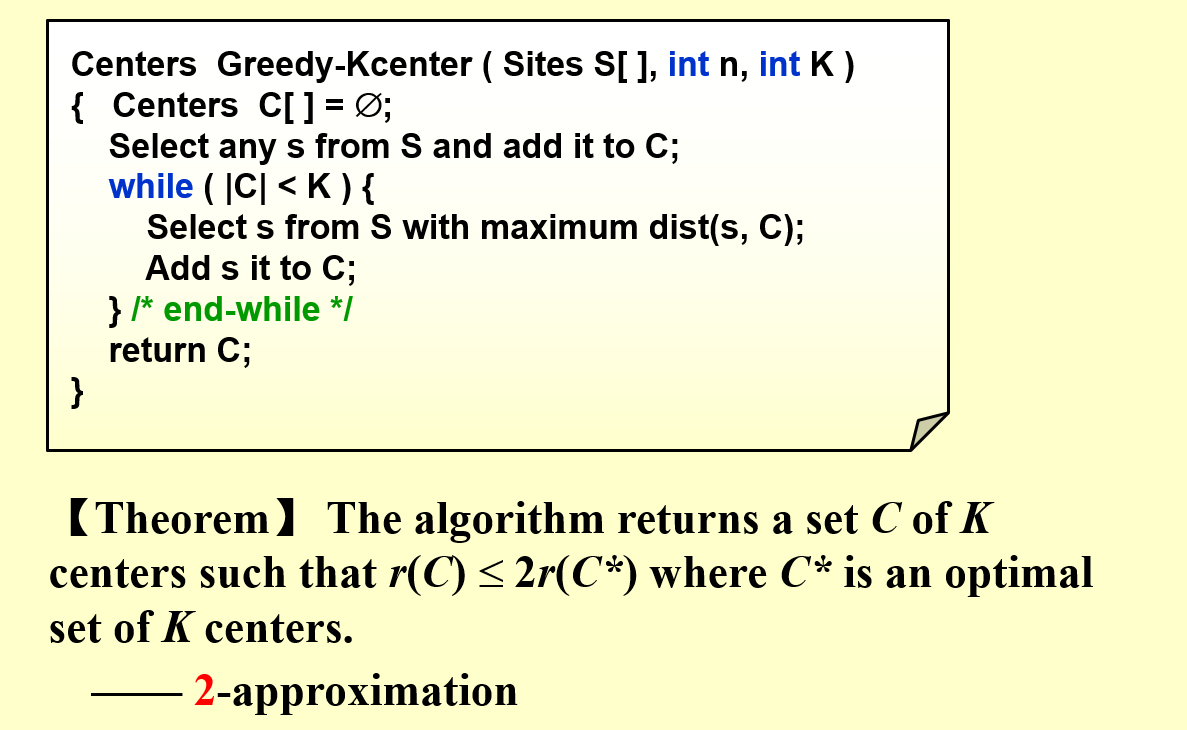 Centers  Greedy-Kcenter ( Sites S[ ], int n, int K )
{   Centers  C[ ] = ∅;
Select any s from S and add it to C;
while ( |C| < K ) {
Select s from S with maximum dist(s, C);
Add s it to C;
} /* end-while */
return C;
}
【Theorem】 The algorithm returns a set C of K
centers such that r(C) ≤ 2r(C*) where C* is an optimal
set of K centers.
—— 2-approximation